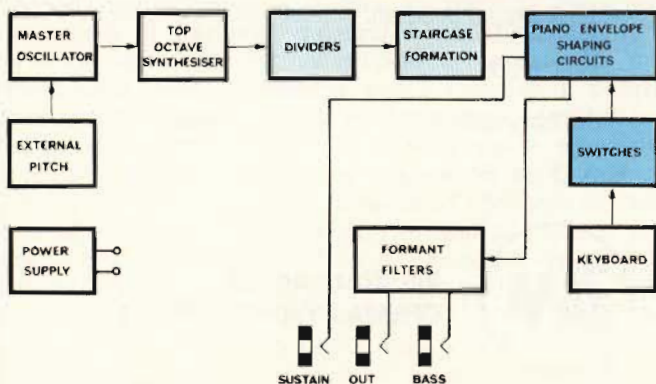 MASTER
OSCILLATOR
TOP
OCTAVE
SYNTHESISER
DIVIDERS
STAIRCASE
FORMATION
PIANO ENVELOPE
SHAPING
CIRCUITS
EXTERNAL
PITCH
SWITCHES
POWER
SUPPLY
FORMANT
FILTERS
KEYBOARD
SUSTAIN OUT BASS